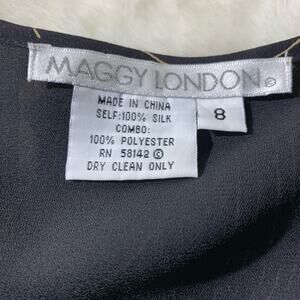 MAGGY LONDON©
MADE IN CHINA
SELF:100% SILK
COMBO:
100% POLYESTER
RN 58142 ©
DRY CLEAN ONLY
8